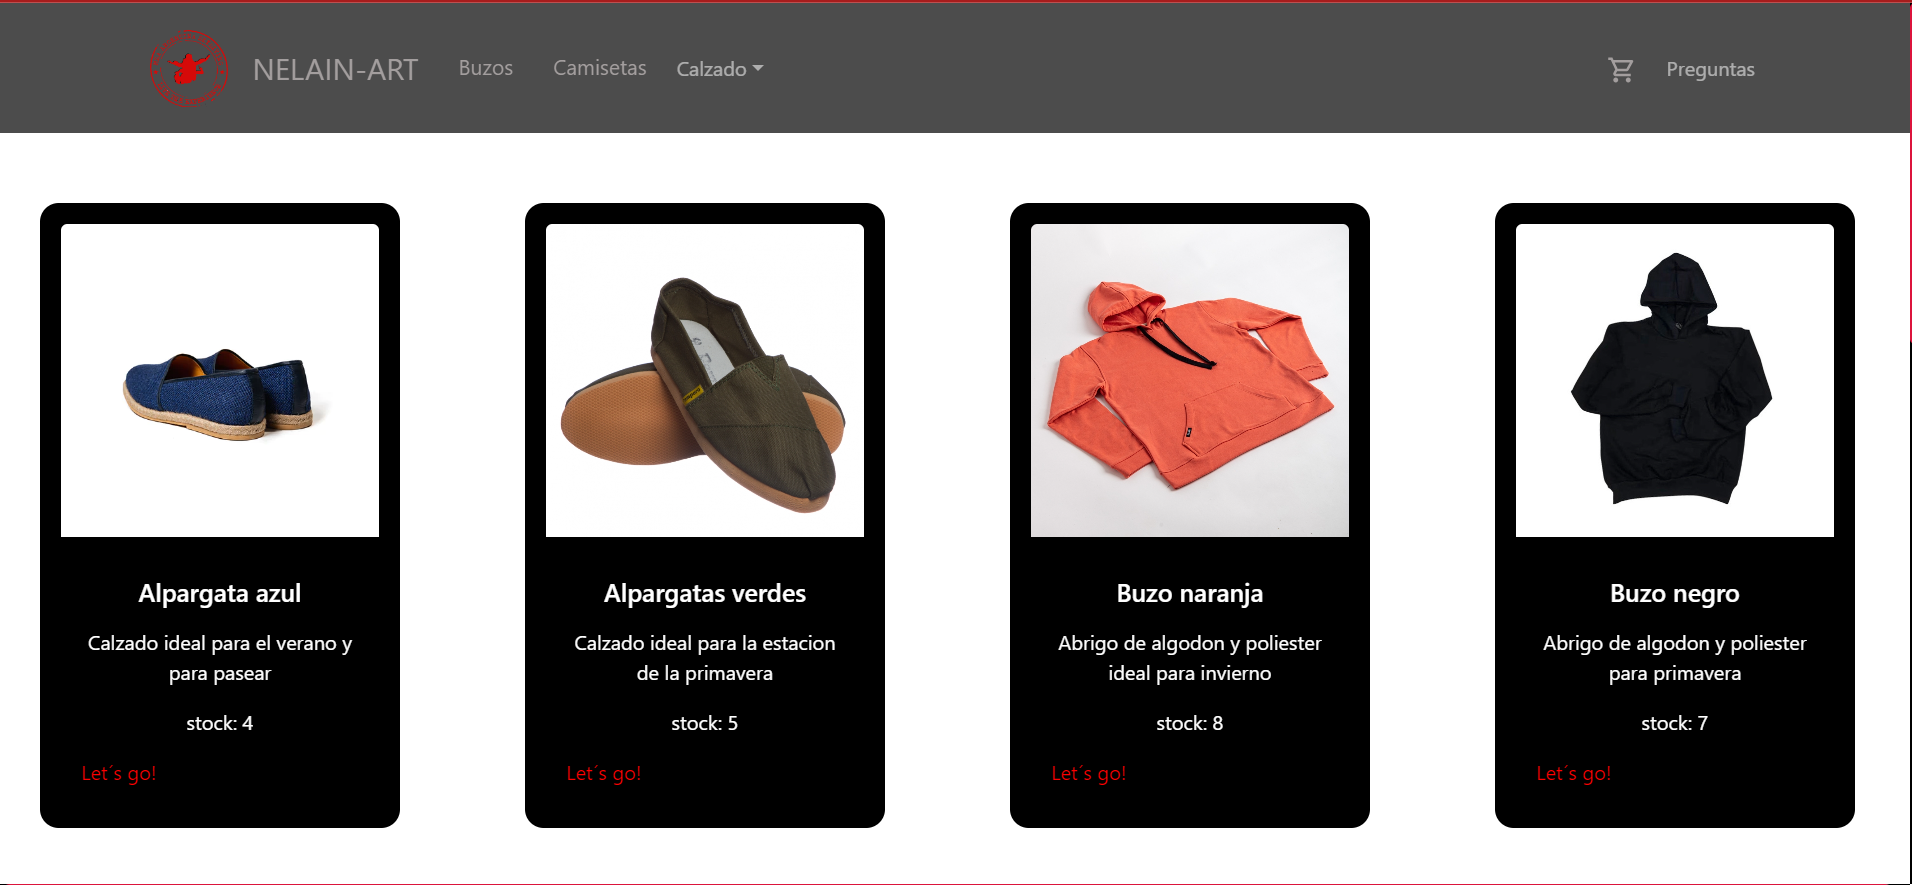 NELAIN-ART
Buzos
Camisetas
Calzado
Preguntas
Alpargata azul
Calzado ideal para el verano y
para pasear
stock: 4
Let´s go!
Alpargatas verdes
Calzado ideal para la estacion
de la primavera
stock: 5
Let´s go!
Buzo naranja
Abrigo de algodon y poliester
ideal para invierno
stock: 8
Let´s go!
Buzo negro
Abrigo de algodon y poliester
para primavera
stock: 7
Let´s go!